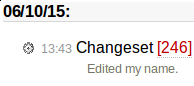 06/10/15:
13:43 Changeset [246]
Edited my name.